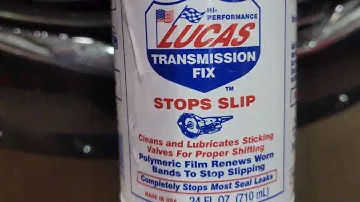 HI-
PERFORMANCE
LUCAS
TRANSMISSION
FIX
TM
STOPS SLIP
Cleans and Lubricates Sticking
Valves For Proper Shifting
Polymeric Film Renews Worn
Bands To Stop Slipping
Completely Stops Most Seal Leaks
MADE IN USA 24 FL OZ (710 mL)